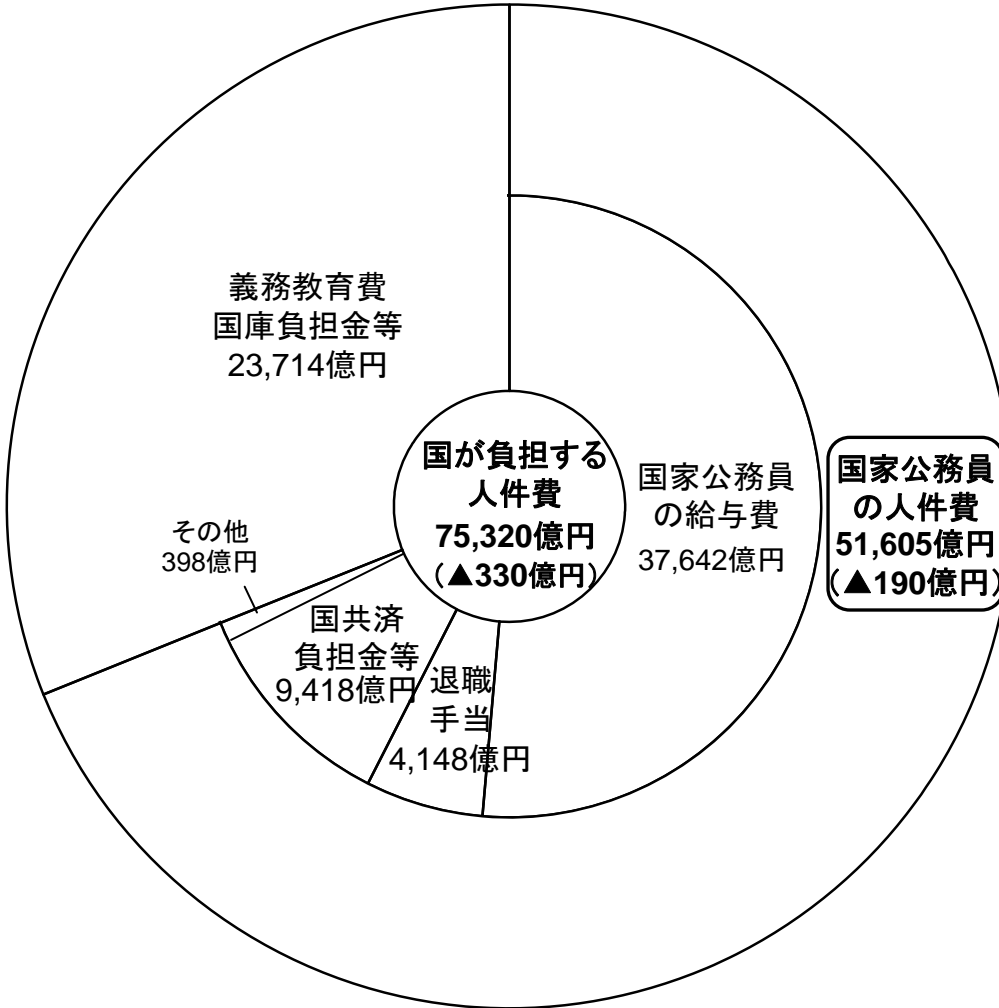 義務教育費
国庫負担金等
23,714億円
国が負担する
人件費
75,320億円
（▲330億円）
国家公務員
の給与費
37,642億円
国家公務員
の人件費
51,605億円
（▲190億円）
その他
398億円
国共済
負担金等
9,418億円
退職
手当
4,148億円